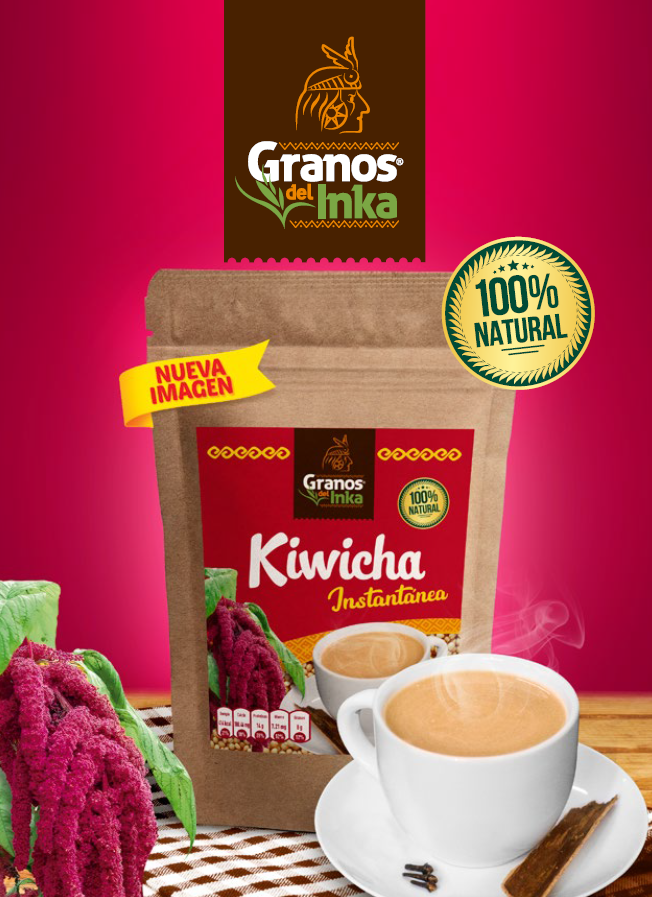 Granos®
del Inka
100%
NATURAL
NUEVA
IMAGEN
Granos
del Inka
100%
NATURAL
Kiwicha
Instantánea